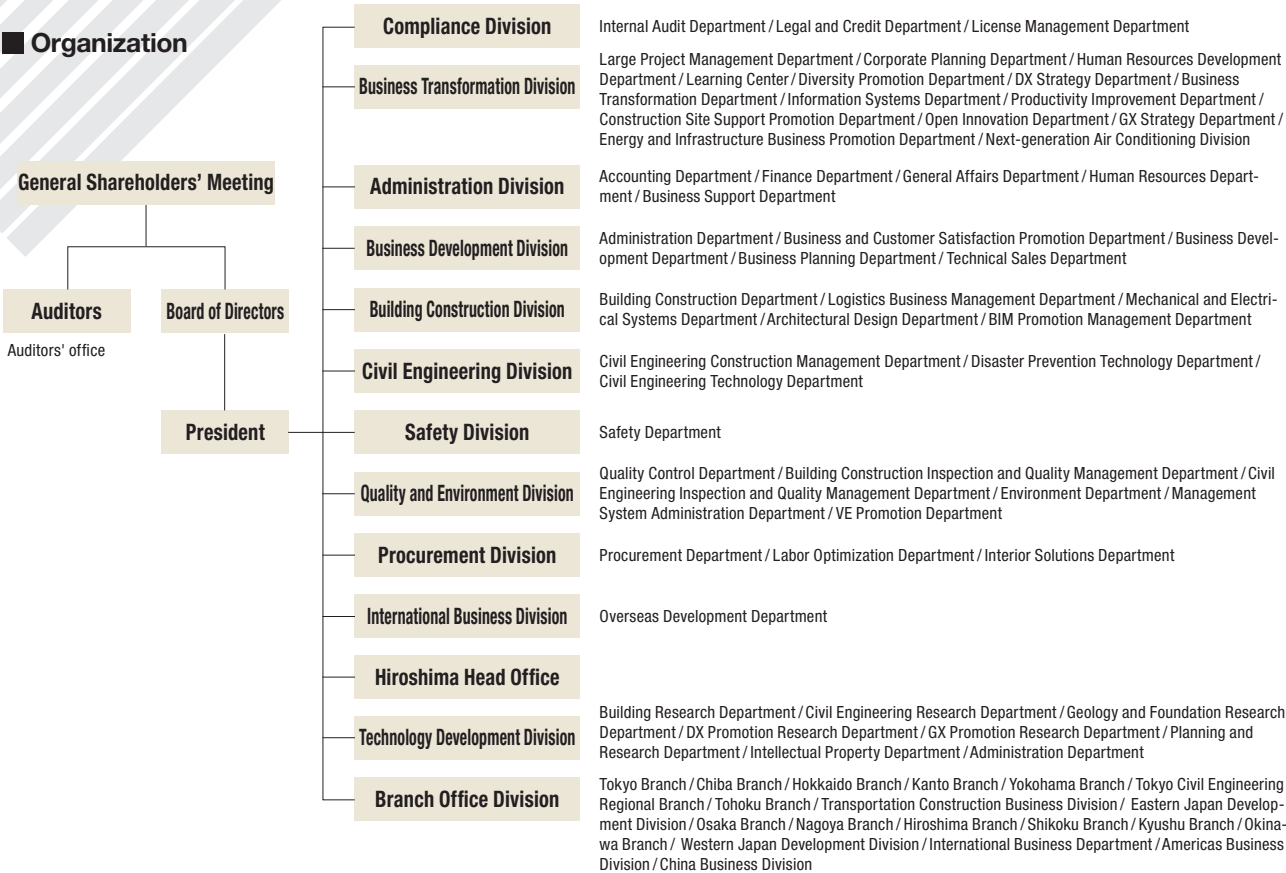 Organization
General Shareholders' Meeting
Auditors
Auditors' office
Board of Directors
President
Compliance Division
Internal Audit Department / Legal and Credit Department / License Management Department
Business Transformation Division
Large Project Management Department / Corporate Planning Department / Human Resources Development
Department / Learning Center / Diversity Promotion Department / DX Strategy Department / Business
Transformation Department / Information Systems Department / Productivity Improvement Department /
Construction Site Support Promotion Department / Open Innovation Department / GX Strategy Department /
Energy and Infrastructure Business Promotion Department / Next-generation Air Conditioning Division
Administration Division
Accounting Department / Finance Department / General Affairs Department / Human Resources Depart-
ment / Business Support Department
Business Development Division
Administration Department / Business and Customer Satisfaction Promotion Department / Business Devel-
opment Department / Business Planning Department / Technical Sales Department
Building Construction Division
Building Construction Department / Logistics Business Management Department / Mechanical and Electri-
cal Systems Department / Architectural Design Department / BIM Promotion Management Department
Civil Engineering Division
Civil Engineering Construction Management Department / Disaster Prevention Technology Department /
Civil Engineering Technology Department
Safety Division
Safety Department
Quality and Environment Division
Quality Control Department / Building Construction Inspection and Quality Management Department / Civil
Engineering Inspection and Quality Management Department / Environment Department / Management
System Administration Department / VE Promotion Department
Procurement Division
Procurement Department / Labor Optimization Department / Interior Solutions Department
International Business Division
Overseas Development Department
Hiroshima Head Office
Technology Development Division
Building Research Department / Civil Engineering Research Department / Geology and Foundation Research
Department / DX Promotion Research Department / GX Promotion Research Department / Planning and
Research Department / Intellectual Property Department / Administration Department
Branch Office Division
Tokyo Branch / Chiba Branch / Hokkaido Branch / Kanto Branch / Yokohama Branch / Tokyo Civil Engineering
Regional Branch / Tohoku Branch / Transportation Construction Business Division / Eastern Japan Develop-
ment Division / Osaka Branch / Nagoya Branch / Hiroshima Branch / Shikoku Branch / Kyushu Branch / Okina-
wa Branch / Western Japan Development Division / International Business Department / Americas Business
Division / China Business Division